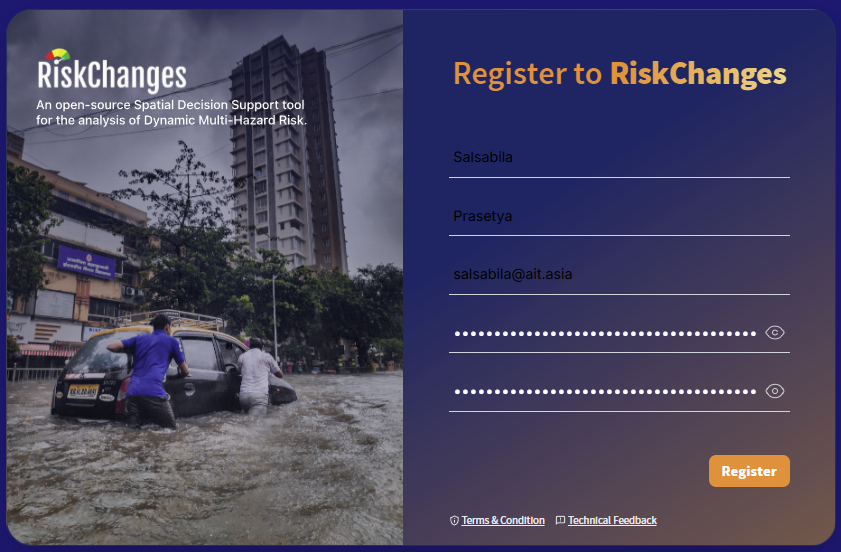 RiskChanges
An open-source Spatial Decision Support tool
for the analysis of Dynamic Multi-Hazard Risk.
Register to RiskChanges
Salsabila
Prasetya
salsabila@ait.asia
Register
Terms & Condition
Technical Feedback